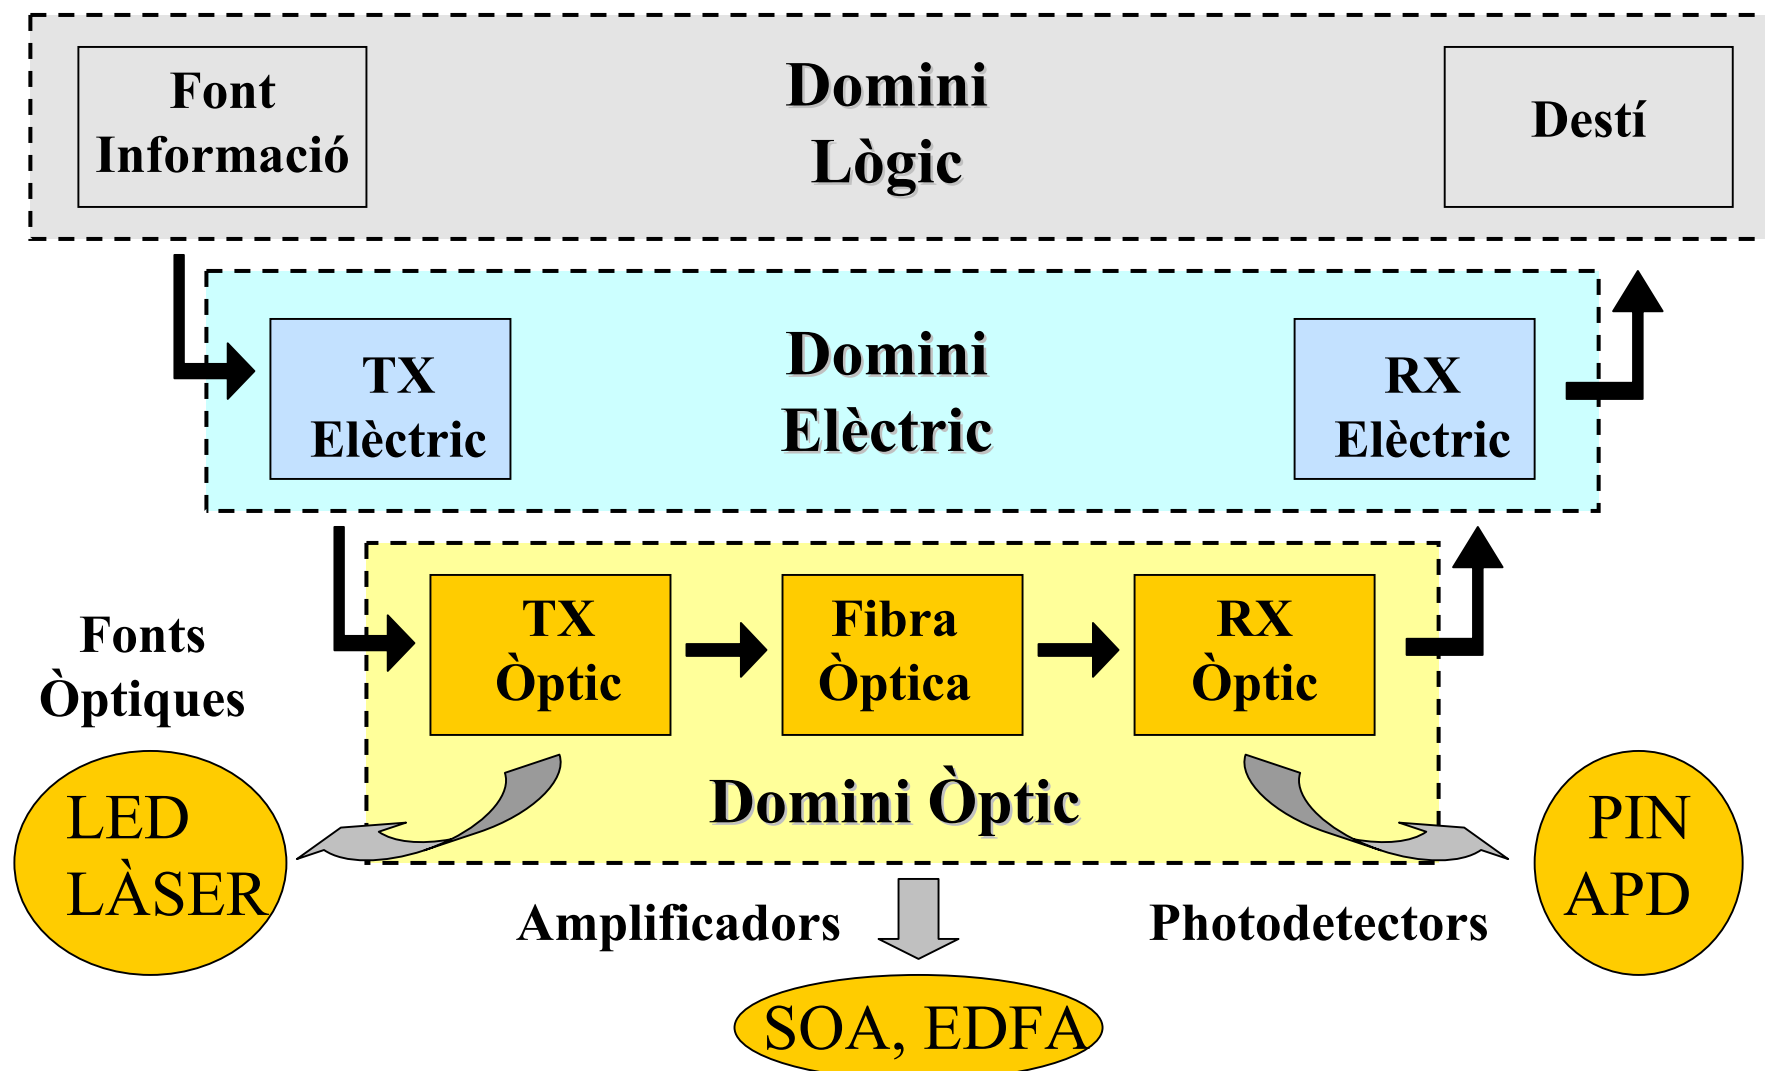 Font
Informació
Domini
Lògic
Destí
TX
Elèctric
Domini
Elèctric
RX
Elèctric
Fonts
Òptiques
TX
Òptic
Fibra
Òptica
RX
Òptic
Domini Òptic
LED
LÀSER
PIN
APD
Amplificadors
Photodetectors
SOA, EDFA